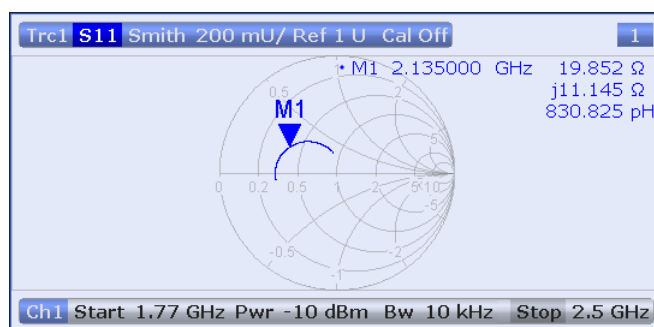 Trc1 S11 Smith 200 mU/ Ref 1 U Cal Off 1
• M1 2.135000 GHz 19.852 Ω
j11.145 Ω
830.825 pH
0.5 1 2
M1
5
0 0.2 0.5 1 2 5 10
-5
-0.5 -2
-1
Ch1 Start 1.77 GHz Pwr -10 dBm Bw 10 kHz Stop 2.5 GHz